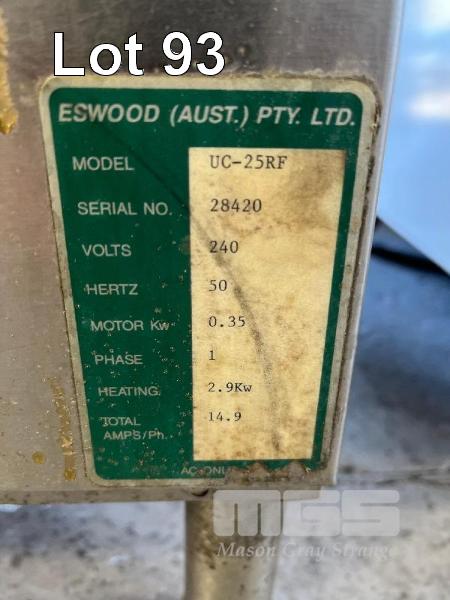 Lot 93
ESWOOD (AUST.) PTY. LTD.
MODEL UC-25RF
SERIAL NO. 28420
VOLTS 240
HERTZ 50
MOTOR Kw 0.35
PHASE 1
HEATING 2.9Kw
TOTAL 14.9
AMPS/Ph.
AC
MGS
Mason Gray Strange